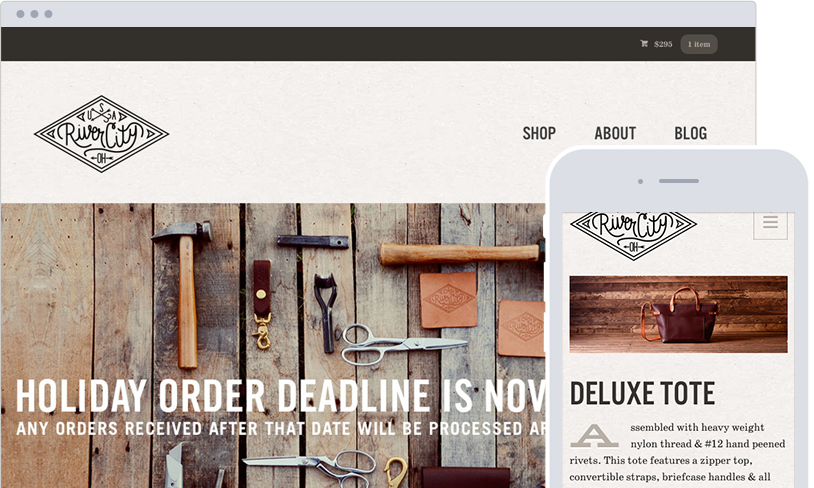 $295 1 item
USA
River City
OH
SHOP ABOUT BLOG
HOLIDAY ORDER DEADLINE IS NOV
ANY ORDERS RECEIVED AFTER THAT DATE WILL BE PROCESSED AF
River City
OH
DELUXE TOTE
Assembled with heavy weight
nylon thread & #12 hand peened
rivets. This tote features a zipper top,
convertible straps, briefcase handles & all